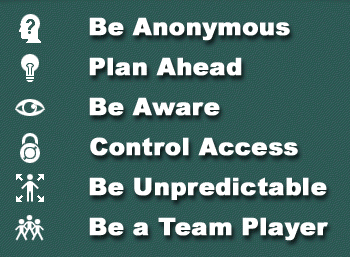 Be Anonymous
Plan Ahead
Be Aware
Control Access
Be Unpredictable
Be a Team Player